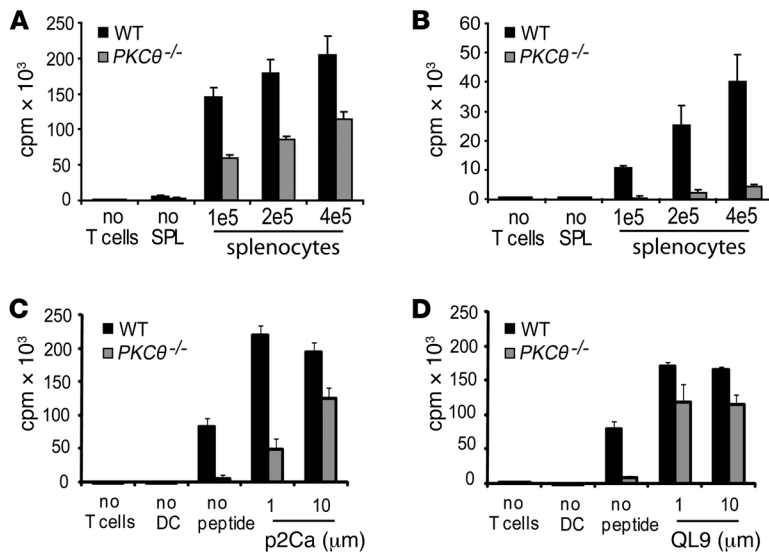 A
WT
PKCθ-/-
cpm × 10³
250
200
150
100
50
0
no T cells
no SPL
1e5
2e5
4e5
splenocytes
B
WT
PKCθ-/-
cpm × 10³
60
50
40
30
20
10
0
no T cells
no SPL
1e5
2e5
4e5
splenocytes
C
WT
PKCθ-/-
cpm × 10³
250
200
150
100
50
0
no T cells
no DC
no peptide
1
10
p2Ca (μm)
D
WT
PKCθ-/-
cpm × 10³
250
200
150
100
50
0
no T cells
no DC
no peptide
1
10
QL9 (μm)